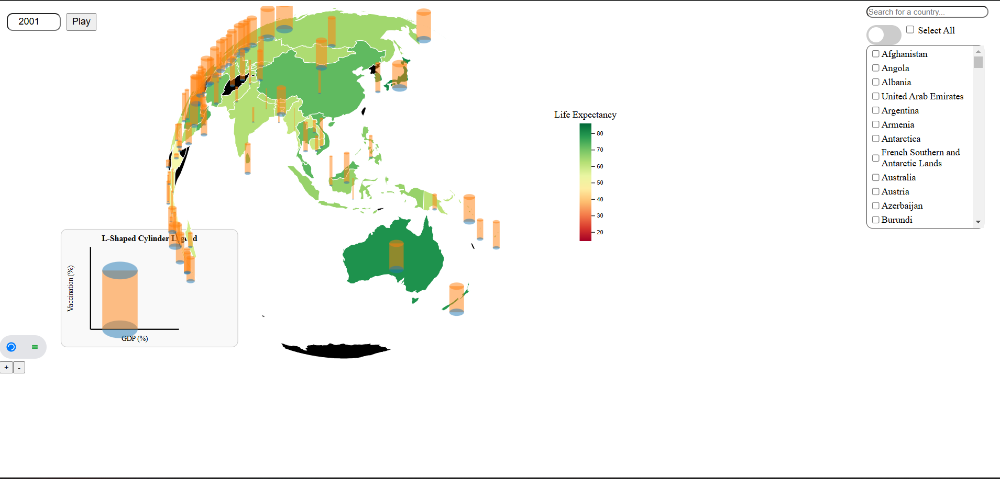 2001
Play
Search for a country...
Select All
Afghanistan
Angola
Albania
United Arab Emirates
Argentina
Armenia
Antarctica
French Southern and
Antarctic Lands
Australia
Austria
Azerbaijan
Burundi
Life Expectancy
80
70
60
50
40
30
20
L-Shaped Cylinder Legend
Vaccination (%)
GDP (%)
=
+
-